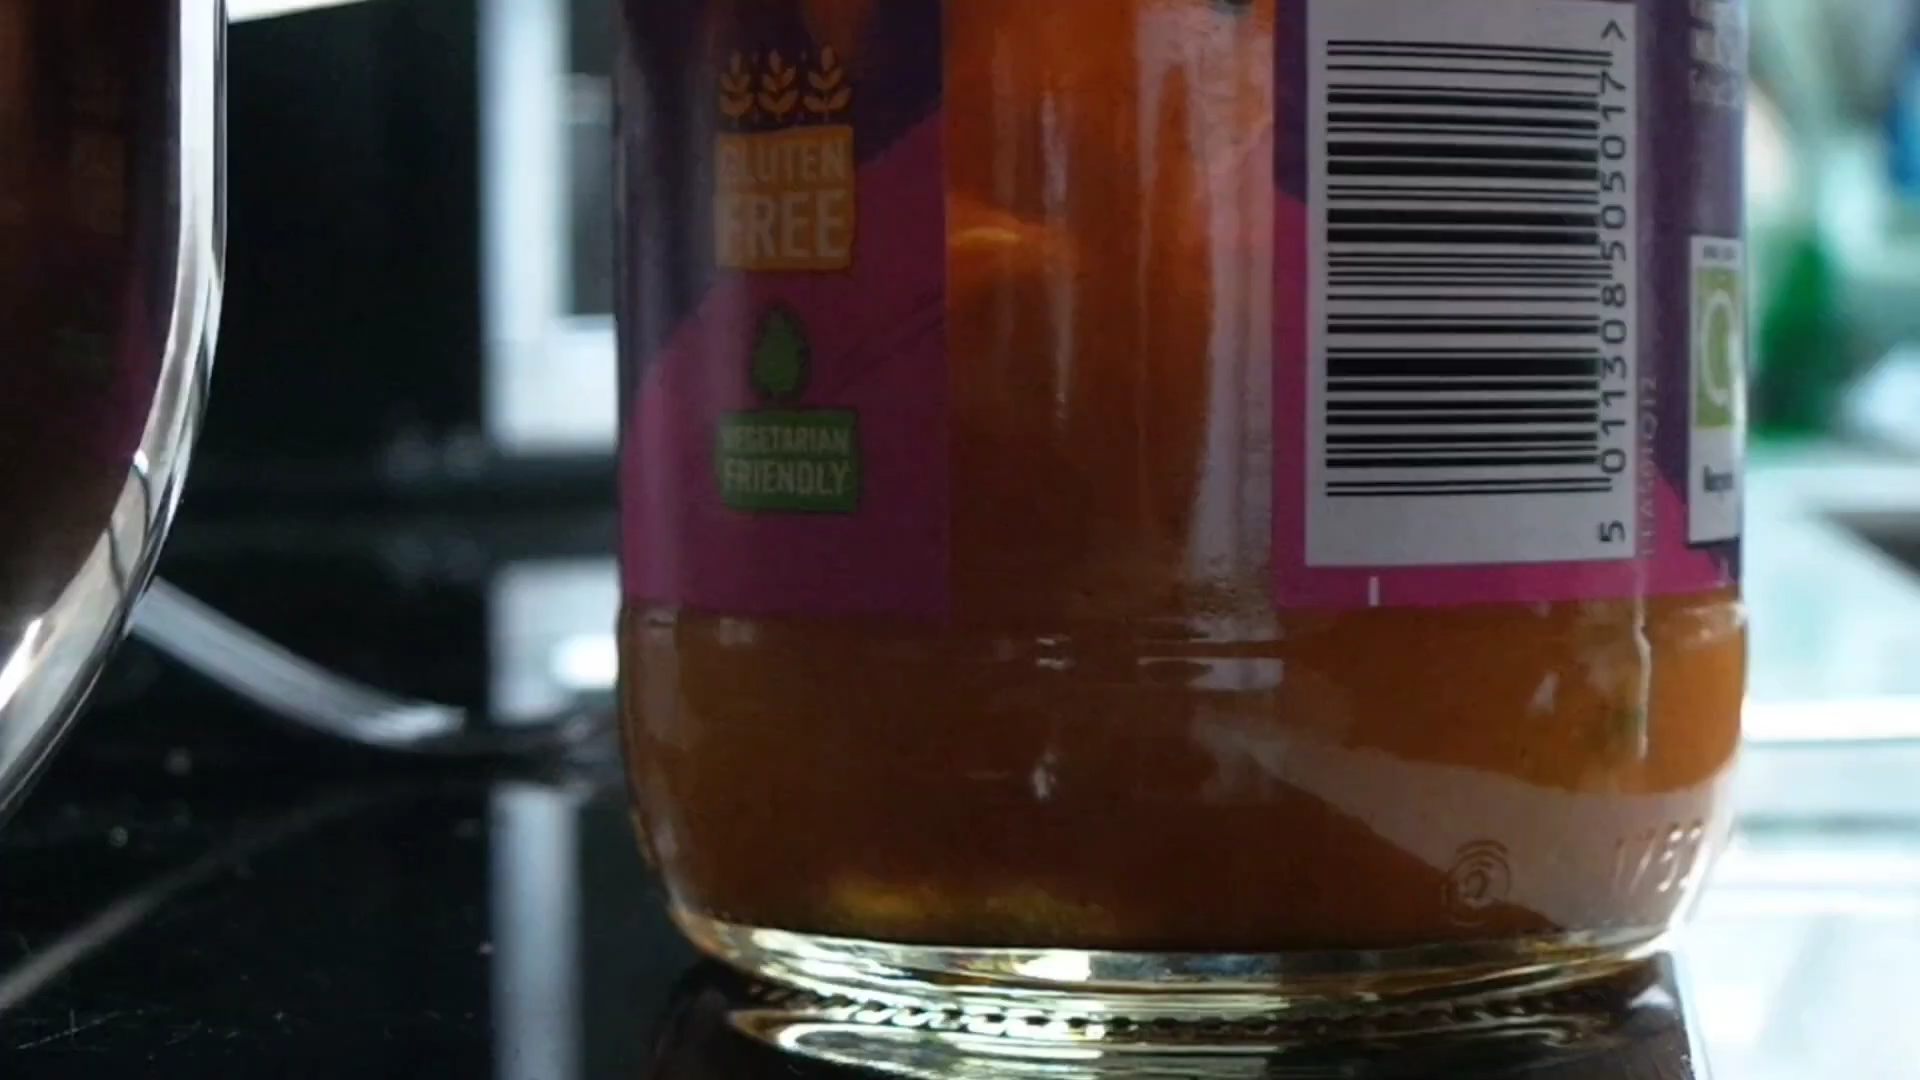 GLUTEN
FREE
VEGETARIAN
FRIENDLY
5 011308 505017 >